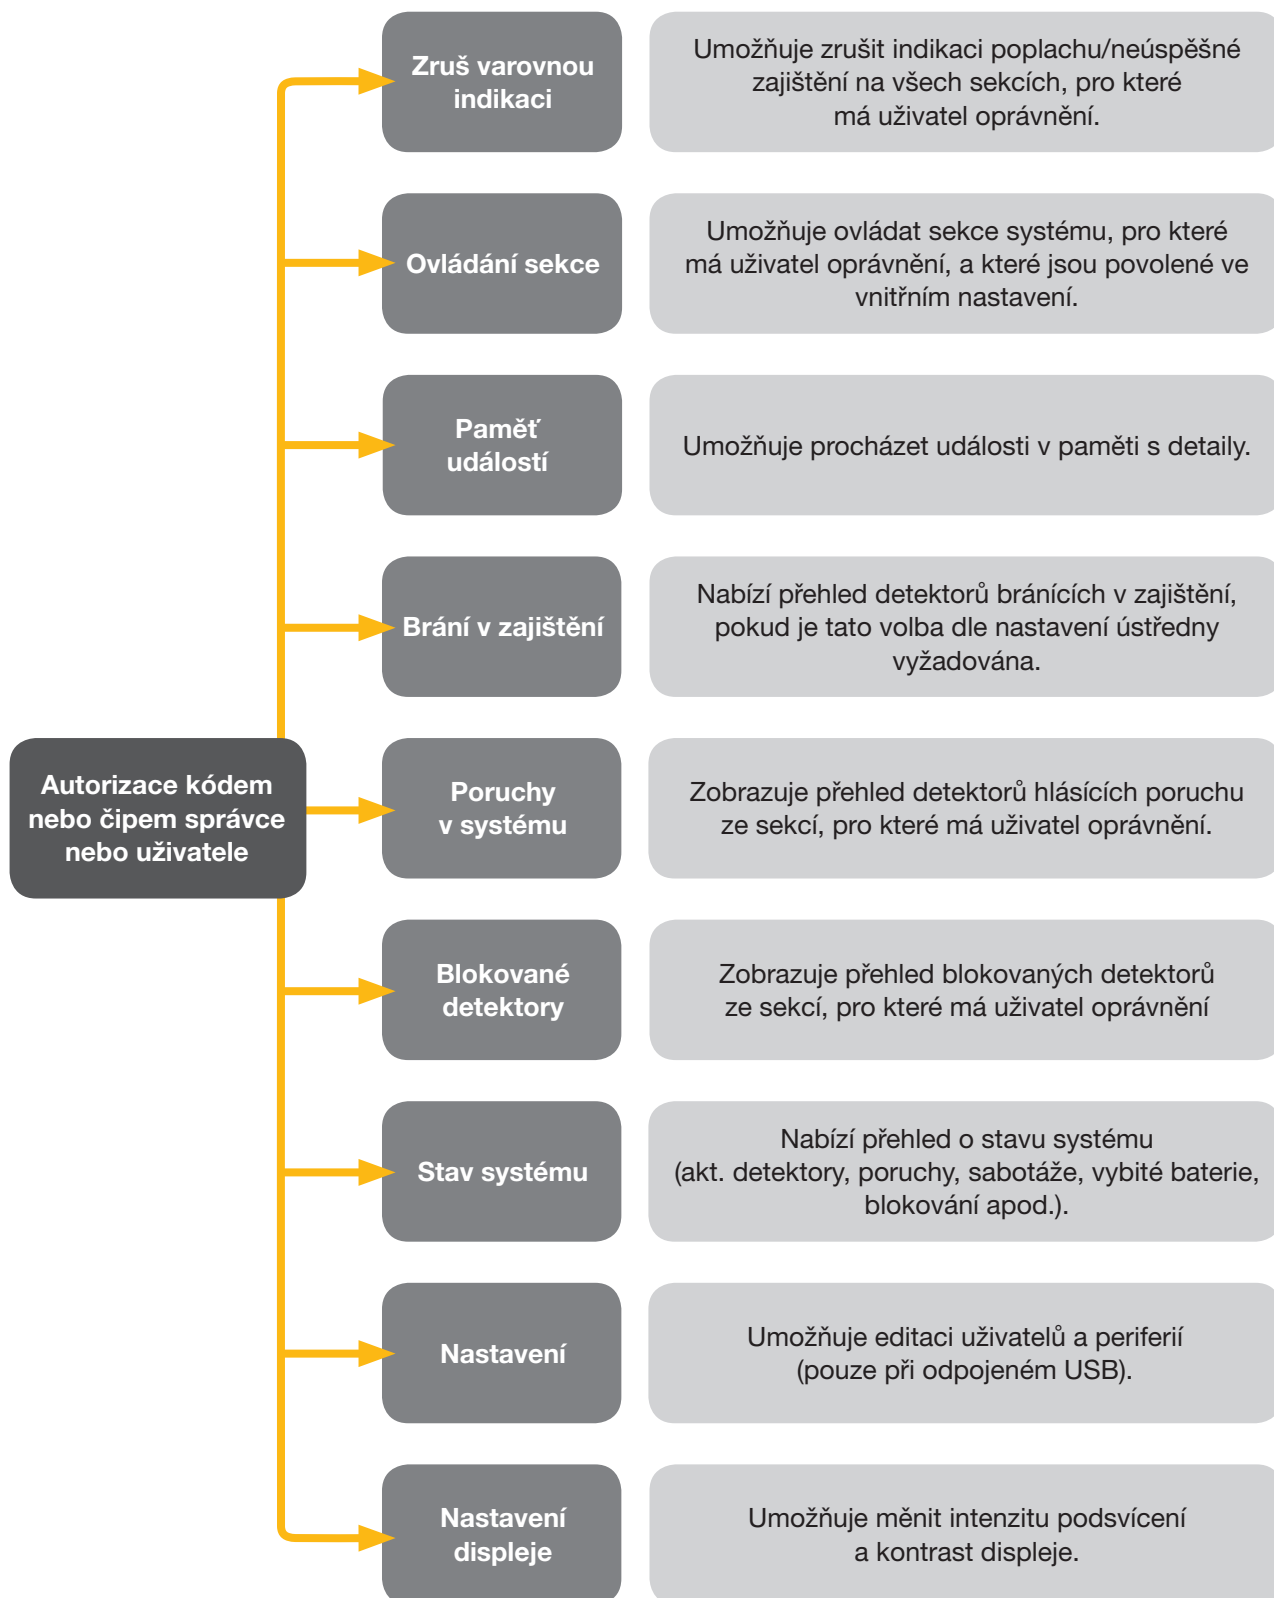 Zruš varovnou
indikaci
Umožňuje zrušit indikaci poplachu/neúspěšné
zajištění na všech sekcích, pro které
má uživatel oprávnění.
Ovládání sekce
Umožňuje ovládat sekce systému, pro které
má uživatel oprávnění, a které jsou povolené ve
vnitřním nastavení.
Paměť
událostí
Umožňuje procházet události v paměti s detaily.
Brání v zajištění
Nabízí přehled detektorů bránících v zajištění,
pokud je tato volba dle nastavení ústředny
vyžadována.
Autorizace kódem
nebo čipem správce
nebo uživatele
Poruchy
v systému
Zobrazuje přehled detektorů hlásících poruchu
ze sekcí, pro které má uživatel oprávnění.
Blokované
detektory
Zobrazuje přehled blokovaných detektorů
ze sekcí, pro které má uživatel oprávnění
Stav systému
Nabízí přehled o stavu systému
(akt. detektory, poruchy, sabotáže, vybité baterie,
blokování apod.).
Nastavení
Umožňuje editaci uživatelů a periferií
(pouze při odpojeném USB).
Nastavení
displeje
Umožňuje měnit intenzitu podsvícení
a kontrast displeje.